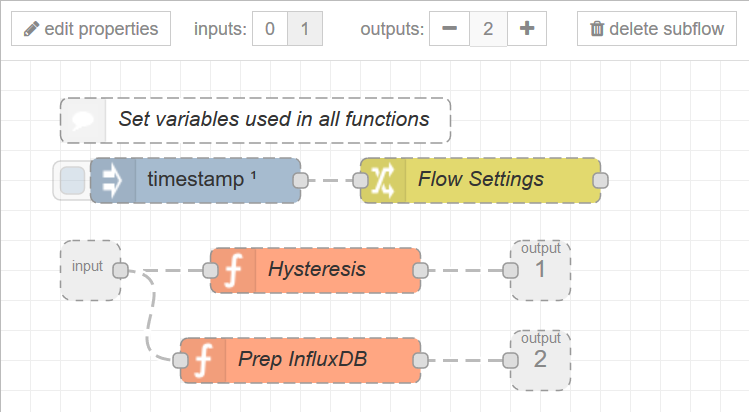 edit properties inputs: 0 1 outputs: 2 delete subflow
Set variables used in all functions
timestamp ¹ Flow Settings
input Hysteresis output 1
Prep InfluxDB output 2